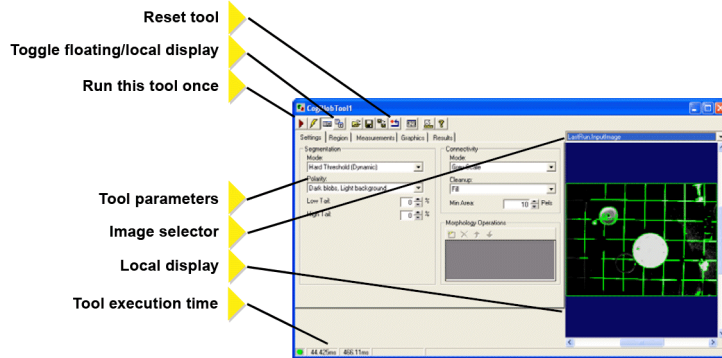 Reset tool
Toggle floating/local display
Run this tool once
Tool parameters
Image selector
Local display
Tool execution time
CogBlobTool1
Settings Region Measurements Graphics Results
LastRun.InputImage
Segmentation
Mode:
Hard Threshold (Dynamic)
Polarity:
Dark blobs, Light background
Low Tail: 0 %
High Tail: 0 %
Connectivity
Mode
Grey Scale
Cleanup:
Fill
Min Area: 10 Pels
Morphology Operations
44.425ms 466.11ms